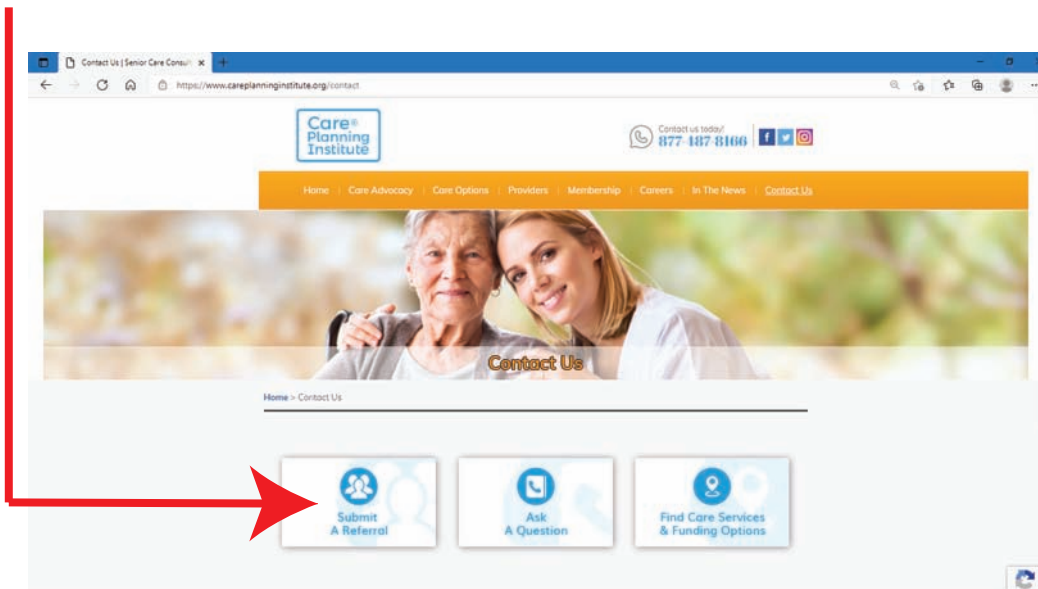 Contact Us | Senior Care Consult
https://www.careplanninginstitute.org/contact
Care®
Planning
Institute
Contact us today!
877-487-8166
Home | Care Advocacy | Care Options | Providers | Membership | Careers | In The News | Contact Us
Contact Us
Home > Contact Us
Submit
A Referral
Ask
A Question
Find Care Services
& Funding Options